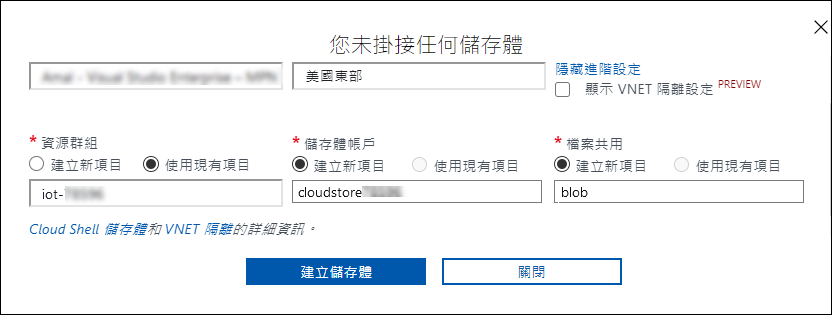 您未掛接任何儲存體
美國東部
隱藏進階設定
顯示 VNET 隔離設定 PREVIEW
* 資源群組
建立新項目 使用現有項目
iot-
* 儲存體帳戶
建立新項目 使用現有項目
cloudstore
* 檔案共用
建立新項目 使用現有項目
blob
Cloud Shell 儲存體和 VNET 隔離的詳細資訊。
建立儲存體
關閉